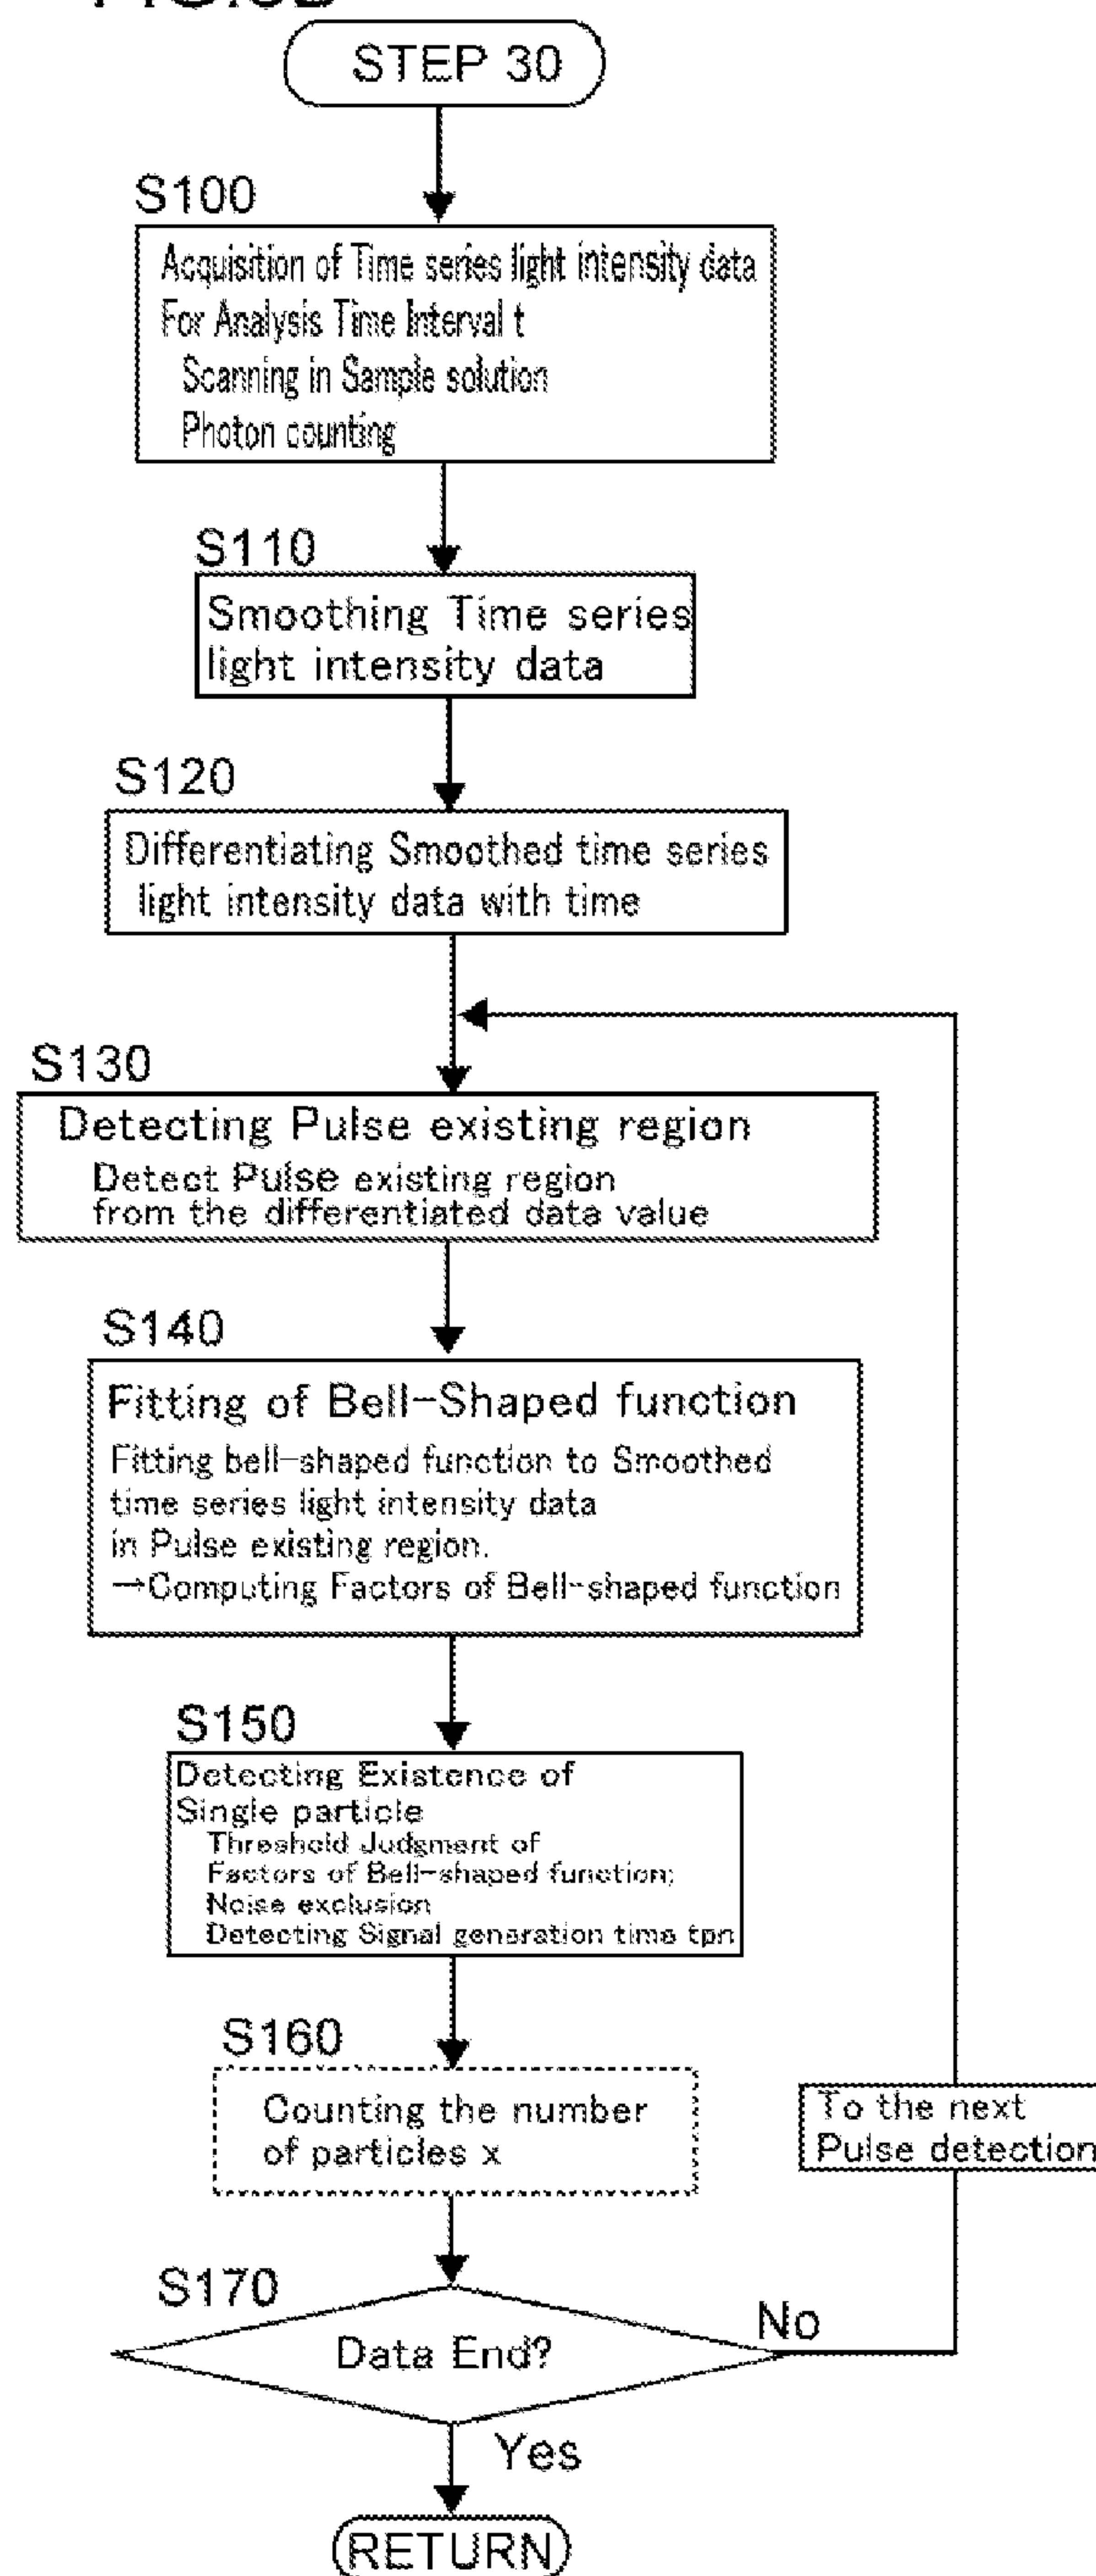 STEP 30
S100
Acquisition of Time series light intensity data
For Analysis Time Interval t
Scanning in Sample solution
Photon counting
S110
Smoothing Time series
light intensity data
S120
Differentiating Smoothed time series
light intensity data with time
S130
Detecting Pulse existing region
Detect Pulse existing region
from the differentiated data value
S140
Fitting of Bell-Shaped function
Fitting bell-shaped function to Smoothed
time series light intensity data
in Pulse existing region.
→Computing Factors of Bell-shaped function
S150
Detecting Existence of
Single particle
Threshold Judgment of
Factors of Bell-shaped function;
Noise exclusion
Detecting Signal generation time tpn
S160
Counting the number
of particles x
To the next
Pulse detection
S170
Data End?
No
Yes
RETURN